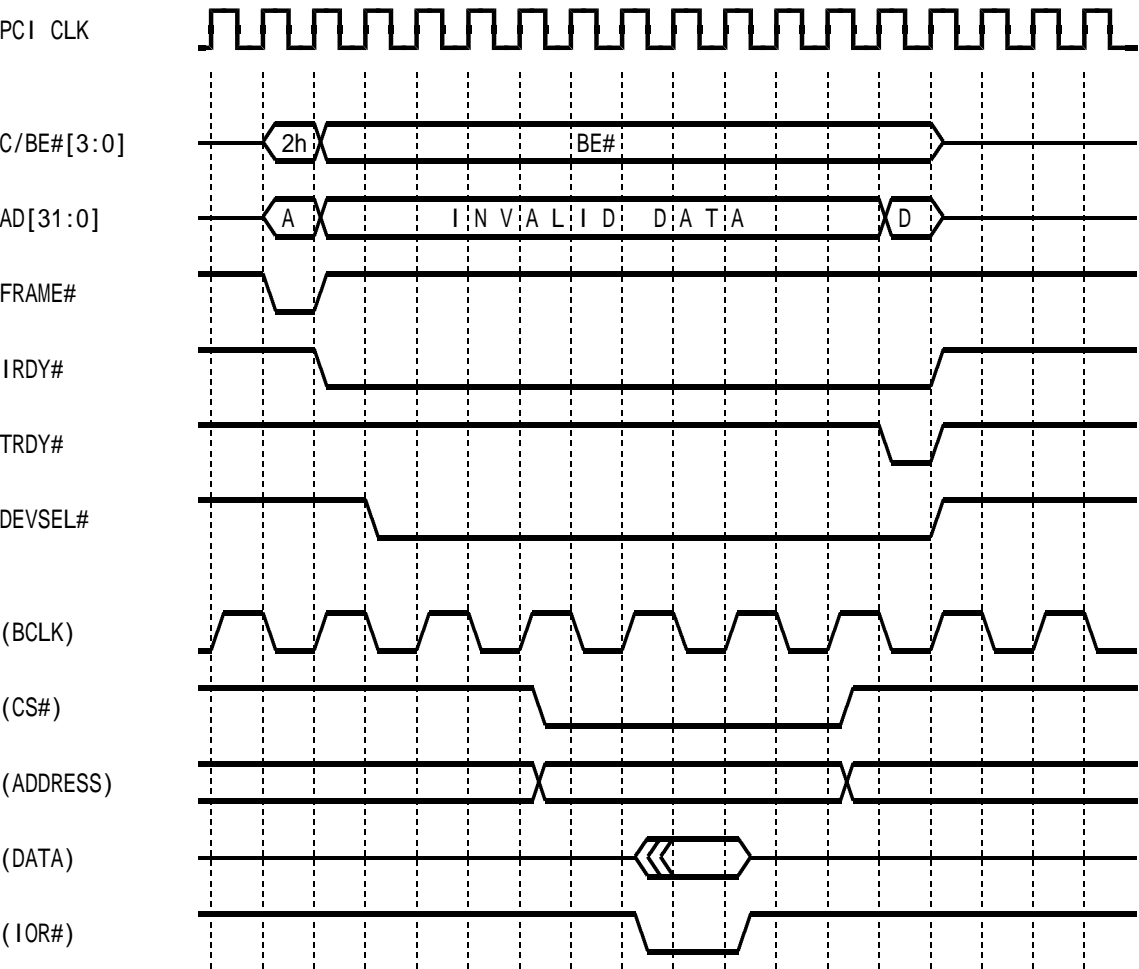 PCI CLK
C/BE#[3:0] 2h BE#
AD[31:0] A INVALID DATA D
FRAME#
IRDY#
TRDY#
DEVSEL#
(BCLK)
(CS#)
(ADDRESS)
(DATA)
(IOR#)